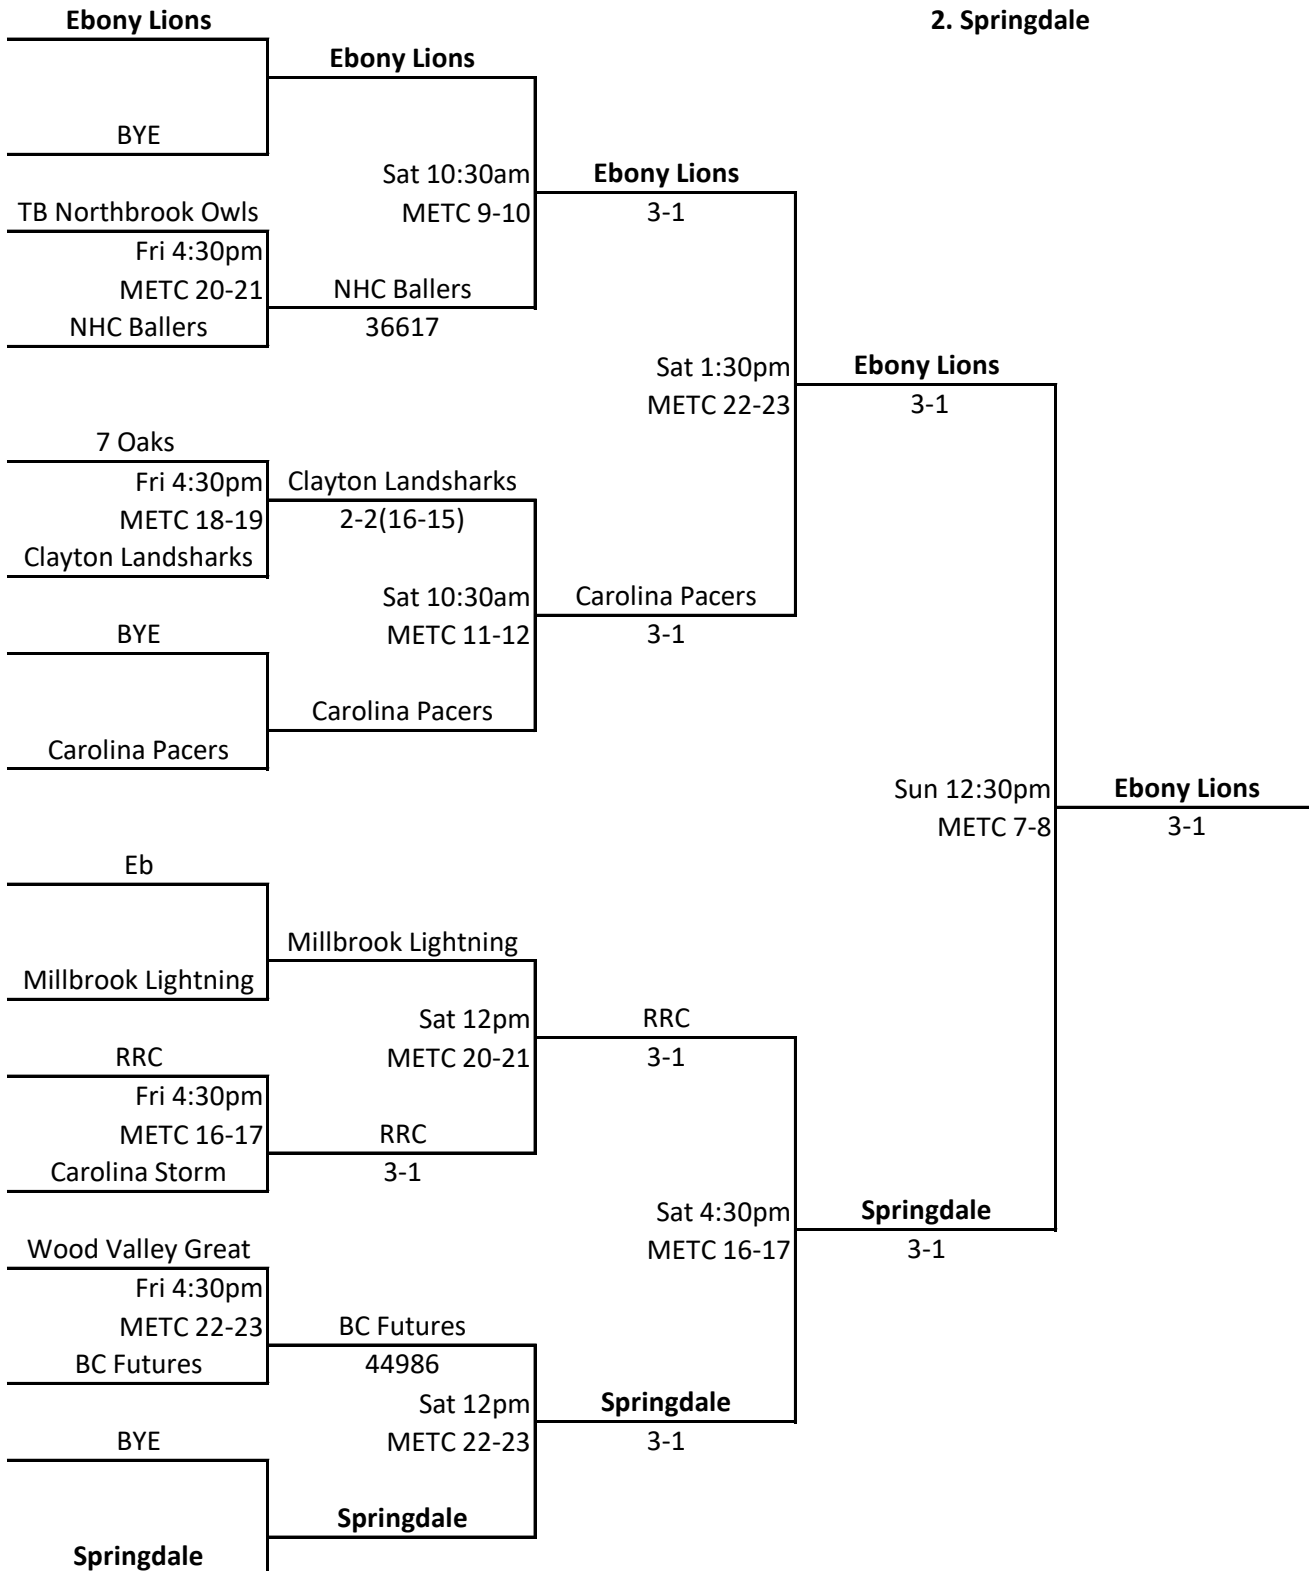 Ebony Lions
2. Springdale
Ebony Lions
BYE
Sat 10:30am
METC 9-10
Ebony Lions
3-1
TB Northbrook Owls
Fri 4:30pm
METC 20-21
NHC Ballers
NHC Ballers
36617
Sat 1:30pm
METC 22-23
Ebony Lions
3-1
7 Oaks
Fri 4:30pm
METC 18-19
Clayton Landsharks
Clayton Landsharks
2-2(16-15)
Sat 10:30am
METC 11-12
Carolina Pacers
3-1
BYE
Carolina Pacers
Carolina Pacers
Sun 12:30pm
METC 7-8
Ebony Lions
3-1
Eb
Millbrook Lightning
Millbrook Lightning
Sat 12pm
METC 20-21
RRC
3-1
RRC
Fri 4:30pm
METC 16-17
Carolina Storm
RRC
3-1
Sat 4:30pm
METC 16-17
Springdale
3-1
Wood Valley Great
Fri 4:30pm
METC 22-23
BC Futures
BC Futures
44986
Sat 12pm
METC 22-23
Springdale
3-1
BYE
Springdale
Springdale